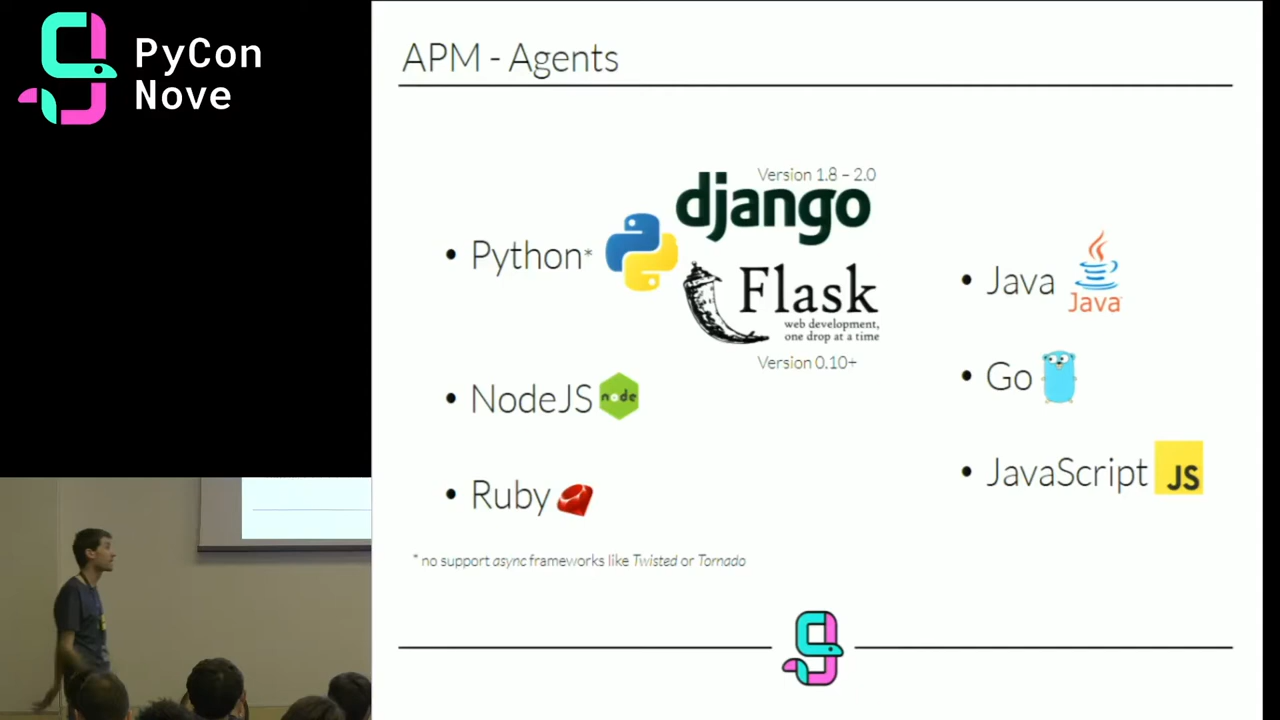 PyCon
Nove
APM - Agents
Version 1.8 – 2.0
django
• Python*
Flask
web development,
one drop at a time
Version 0.10+
• NodeJS
node
• Ruby
• Java
Java
• Go
• JavaScript
JS
* no support async frameworks like Twisted or Tornado